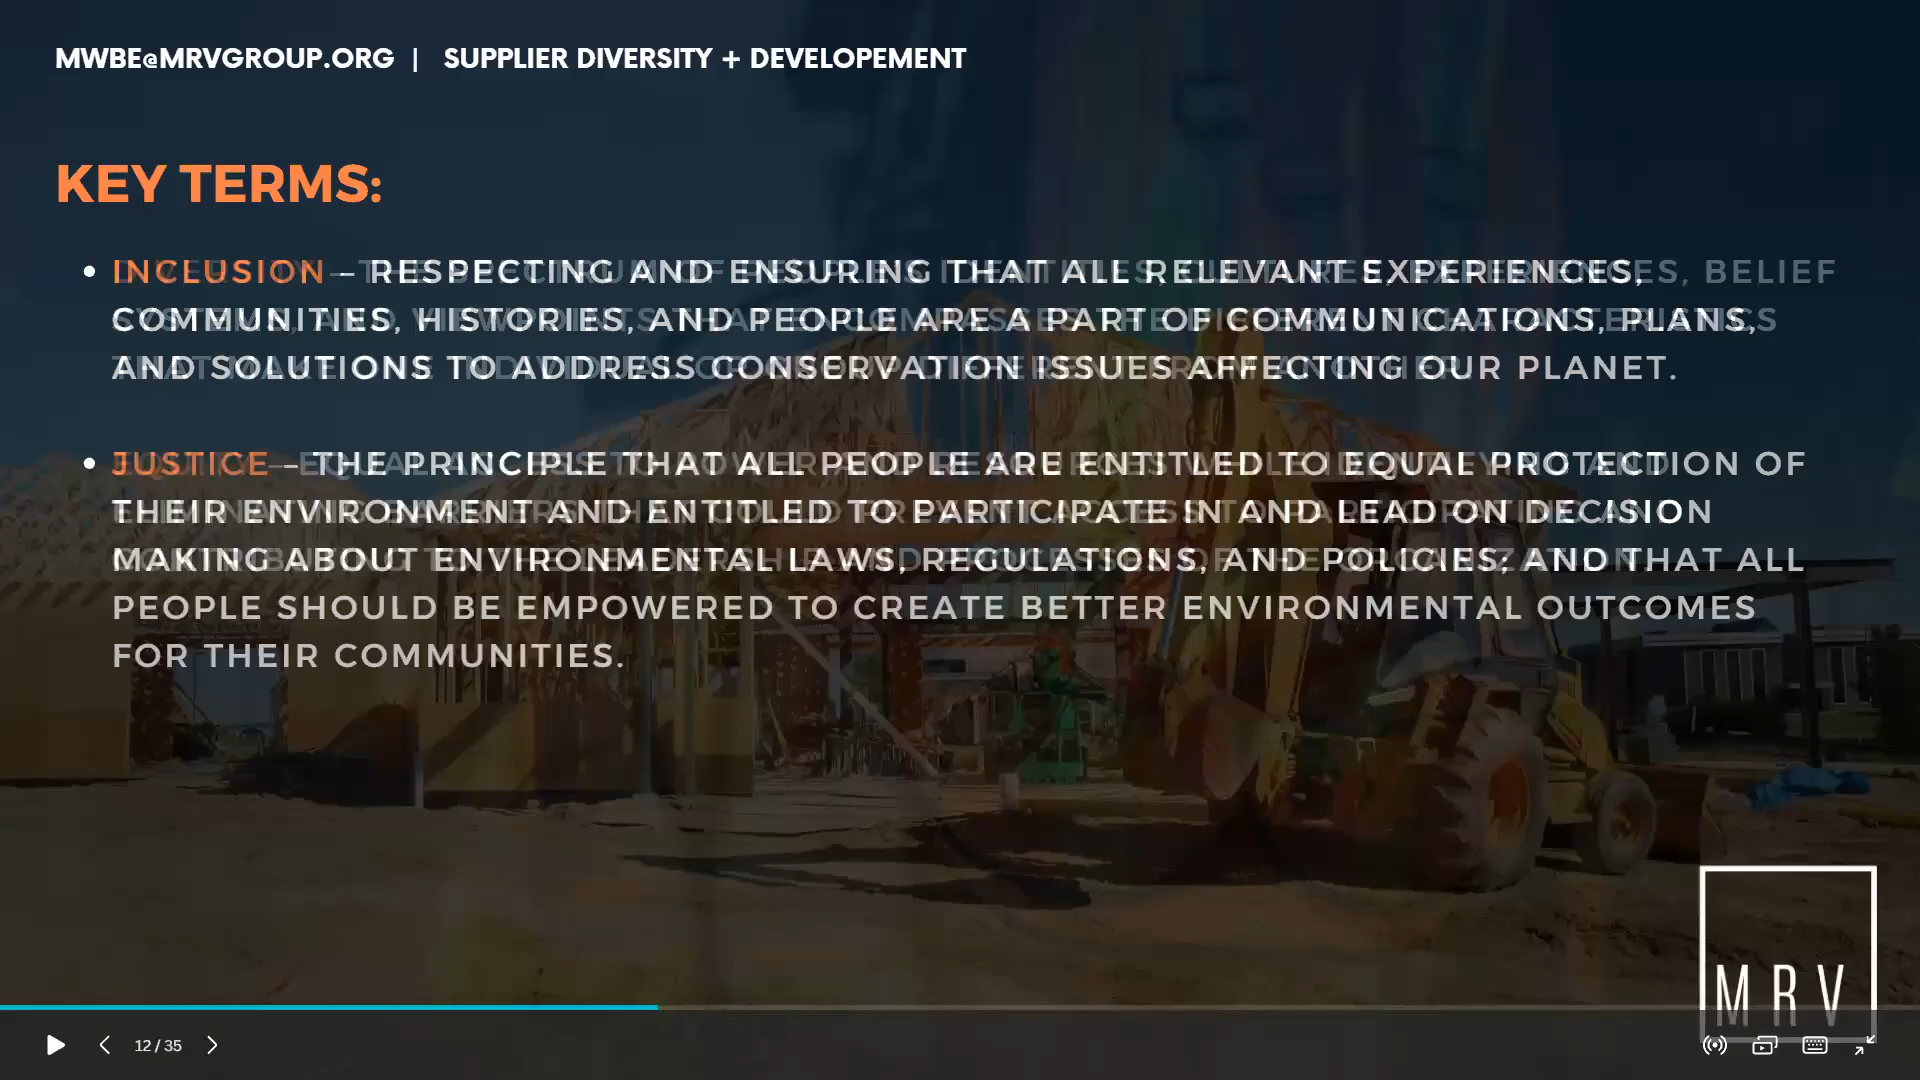 MWBE@MRVGROUP.ORG | SUPPLIER DIVERSITY + DEVELOPEMENT
KEY TERMS:
• INCLUSION – RESPECTING AND ENSURING THAT ALL RELEVANT EXPERIENCES,
COMMUNITIES, HISTORIES, AND PEOPLE ARE A PART OF COMMUNICATIONS, PLANS,
AND SOLUTIONS TO ADDRESS CONSERVATION ISSUES AFFECTING OUR PLANET.
• JUSTICE – THE PRINCIPLE THAT ALL PEOPLE ARE ENTITLED TO EQUAL PROTECTION OF
THEIR ENVIRONMENT AND ENTITLED TO PARTICIPATE IN AND LEAD ON DECISION
MAKING ABOUT ENVIRONMENTAL LAWS, REGULATIONS, AND POLICIES; AND THAT ALL
PEOPLE SHOULD BE EMPOWERED TO CREATE BETTER ENVIRONMENTAL OUTCOMES
FOR THEIR COMMUNITIES.
MRV
12 / 35